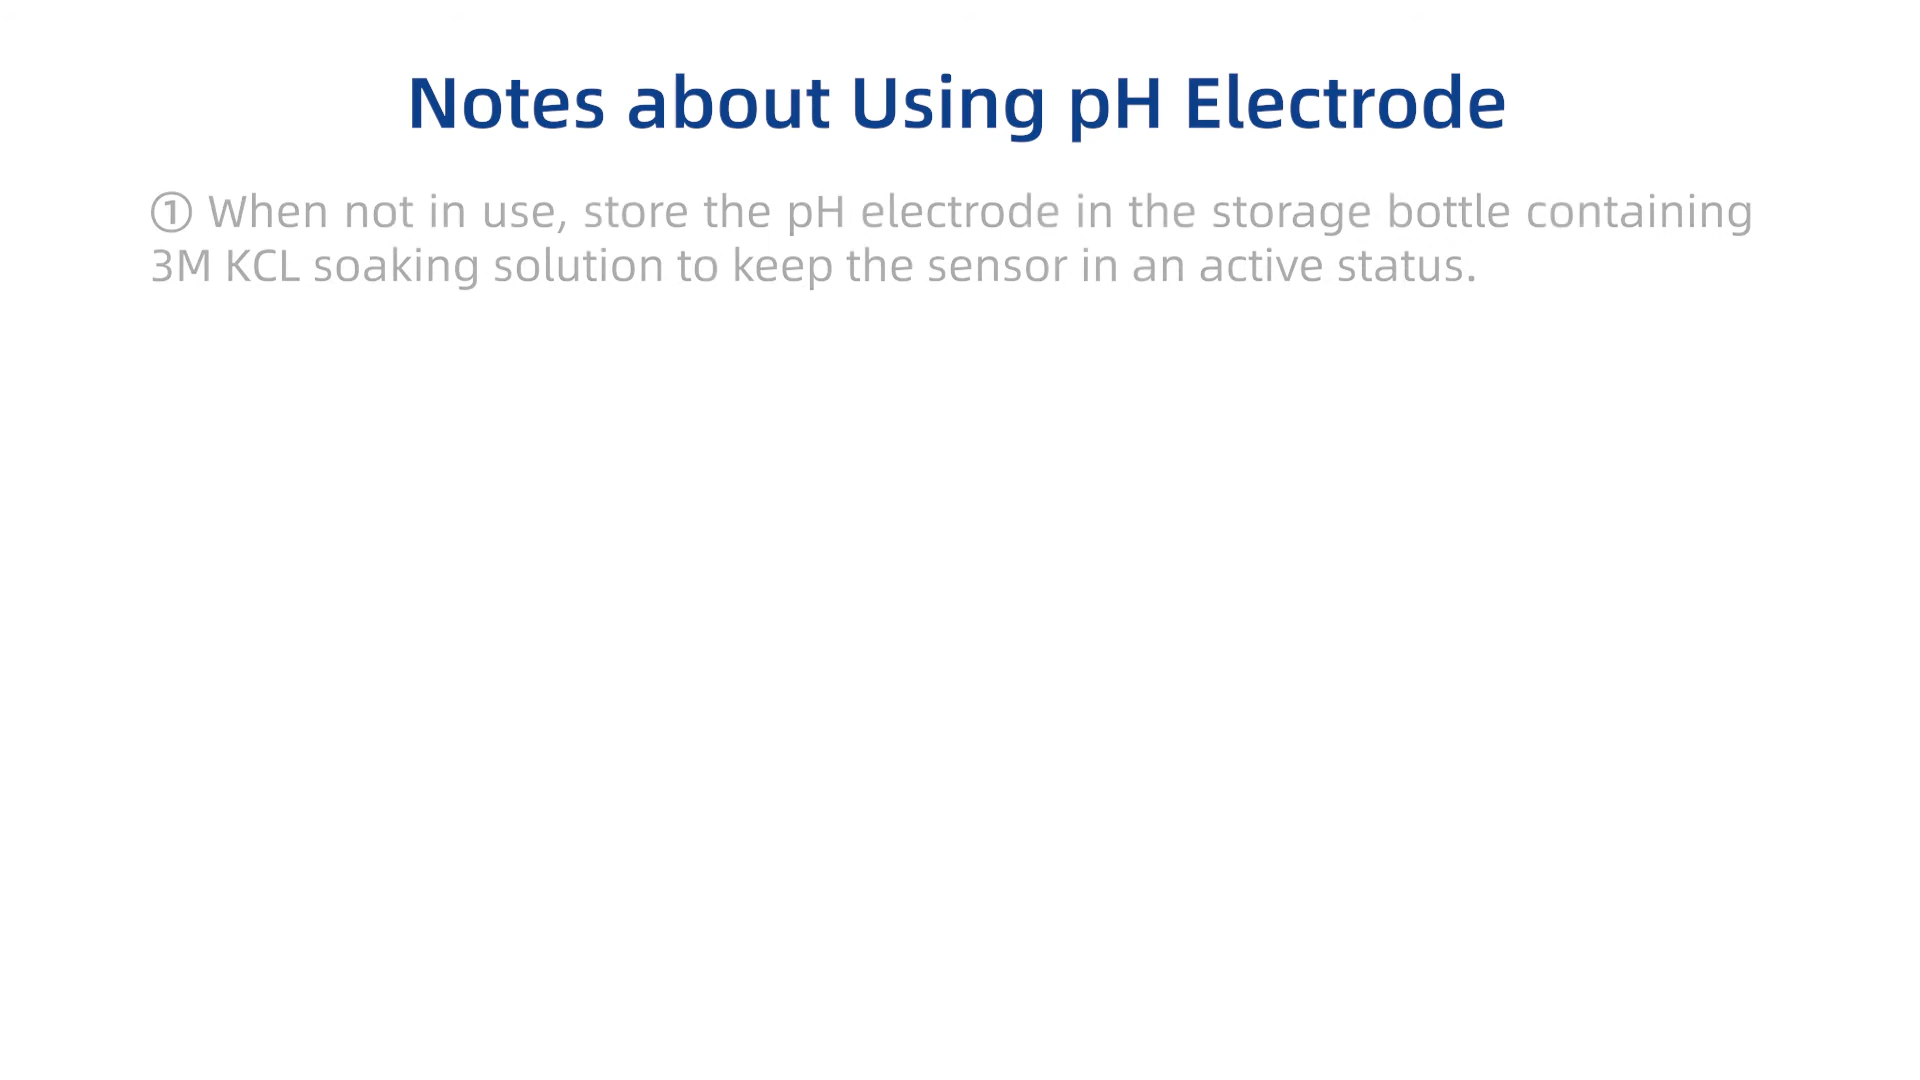 Notes about Using pH Electrode
① When not in use, store the pH electrode in the storage bottle containing
3M KCL soaking solution to keep the sensor in an active status.